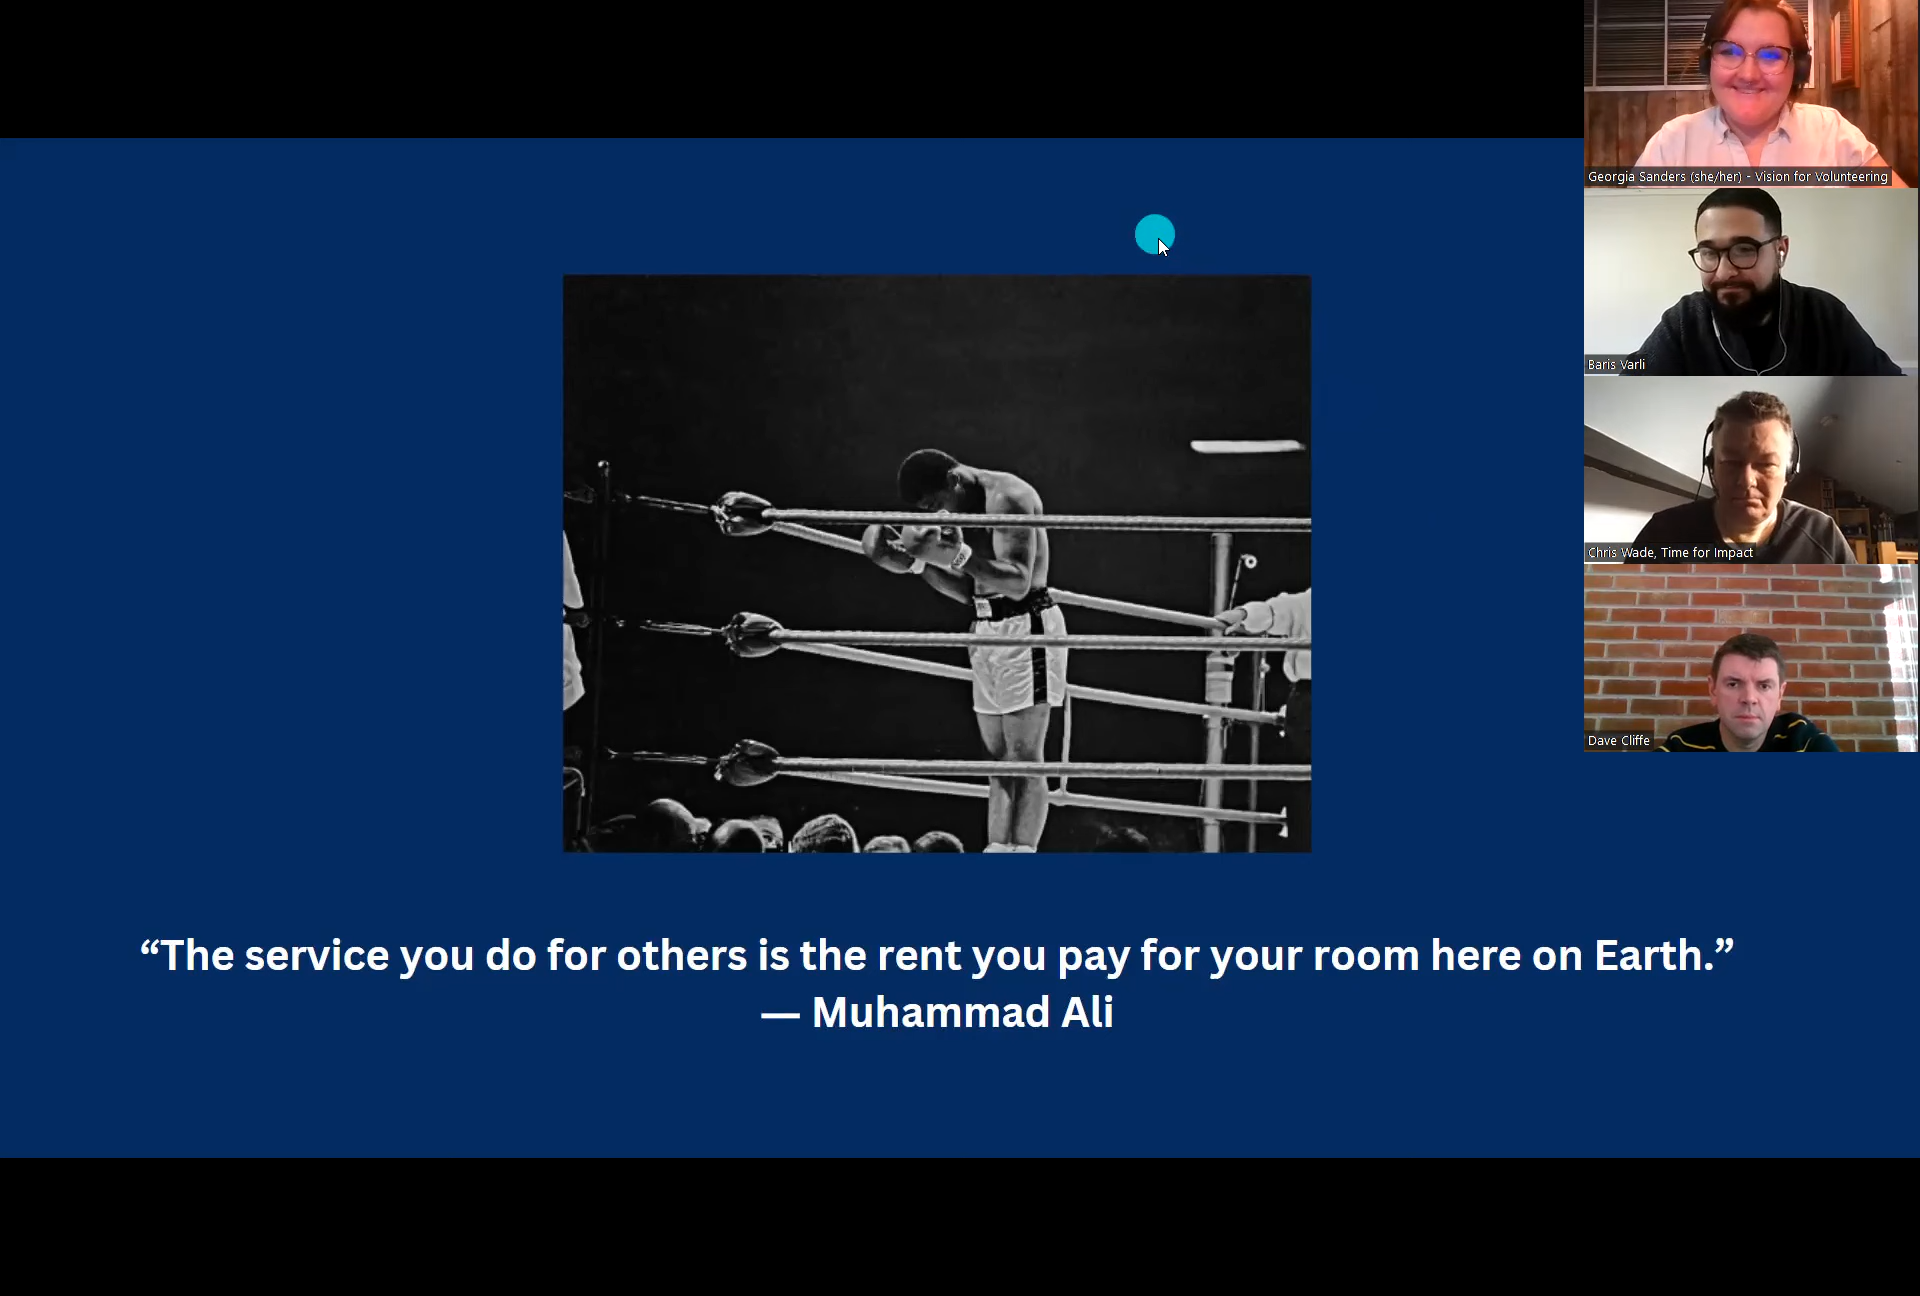 “The service you do for others is the rent you pay for your room here on Earth.”
— Muhammad Ali
Georgia Sanders (she/her) - Vision for Volunteering
Baris Varli
Chris Wade, Time for Impact
Dave Cliffe